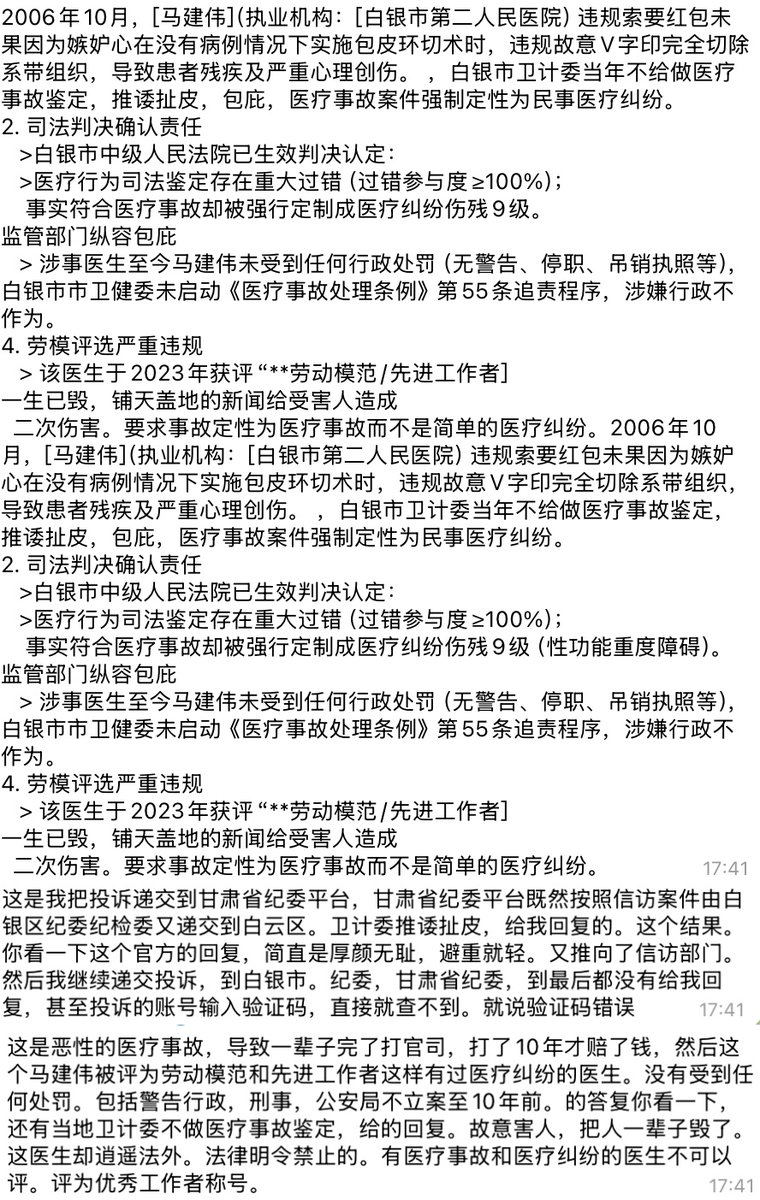 2006年10月，[马建伟](执业机构：[白银市第二人民医院）违规索要红包未
果因为嫉妒心在没有病例情况下实施包皮环切术时，违规故意V字印完全切除
系带组织，导致患者残疾及严重心理创伤。 ，白银市卫计委当年不给做医疗
事故鉴定，推诿扯皮，包庇，医疗事故案件强制定性为民事医疗纠纷。
2. 司法判决确认责任
>白银市中级人民法院已生效判决认定：
>医疗行为司法鉴定存在重大过错（过错参与度≥100%）；
事实符合医疗事故却被强行定制成医疗纠纷伤残9级。
监管部门纵容包庇
> 涉事医生至今马建伟未受到任何行政处罚（无警告、停职、吊销执照等），
白银市市卫健委未启动《医疗事故处理条例》第55条追责程序，涉嫌行政不
作为。
4. 劳模评选严重违规
> 该医生于2023年获评“**劳动模范/先进工作者]
一生已毁，铺天盖地的新闻给受害人造成
二次伤害。要求事故定性为医疗事故而不是简单的医疗纠纷。2006年10
月，[马建伟](执业机构：[白银市第二人民医院）违规索要红包未果因为嫉妒
心在没有病例情况下实施包皮环切术时，违规故意V字印完全切除系带组织，
导致患者残疾及严重心理创伤。 ，白银市卫计委当年不给做医疗事故鉴定，
推诿扯皮，包庇，医疗事故案件强制定性为民事医疗纠纷。
2. 司法判决确认责任
>白银市中级人民法院已生效判决认定：
>医疗行为司法鉴定存在重大过错（过错参与度≥100%）；
事实符合医疗事故却被强行定制成医疗纠纷伤残9级（性功能重度障碍）。
监管部门纵容包庇
> 涉事医生至今马建伟未受到任何行政处罚（无警告、停职、吊销执照等），
白银市市卫健委未启动《医疗事故处理条例》第55条追责程序，涉嫌行政不
作为。
4. 劳模评选严重违规
> 该医生于2023年获评“**劳动模范/先进工作者]
一生已毁，铺天盖地的新闻给受害人造成
二次伤害。要求事故定性为医疗事故而不是简单的医疗纠纷。 17:41
这是我把投诉递交到甘肃省纪委平台，甘肃省纪委平台既然按照信访案件由白
银区纪委纪检委又递交到白云区。卫计委推诿扯皮，给我回复的。这个结果。
你看一下这个官方的回复，简直是厚颜无耻，避重就轻。又推向了信访部门。
然后我继续递交投诉，到白银市。纪委，甘肃省纪委，到最后都没有给我回
复，甚至投诉的账号输入验证码，直接就查不到。就说验证码错误 17:41
这是恶性的医疗事故，导致一辈子完了打官司，打了10年才赔了钱，然后这
个马建伟被评为劳动模范和先进工作者这样有过医疗纠纷的医生。没有受到任
何处罚。包括警告行政，刑事，公安局不立案至10年前。的答复你看一下，
还有当地卫计委不做医疗事故鉴定，给的回复。故意害人，把人一辈子毁了。
这医生却逍遥法外。法律明令禁止的。有医疗事故和医疗纠纷的医生不可以
评。评为优秀工作者称号。 17:41